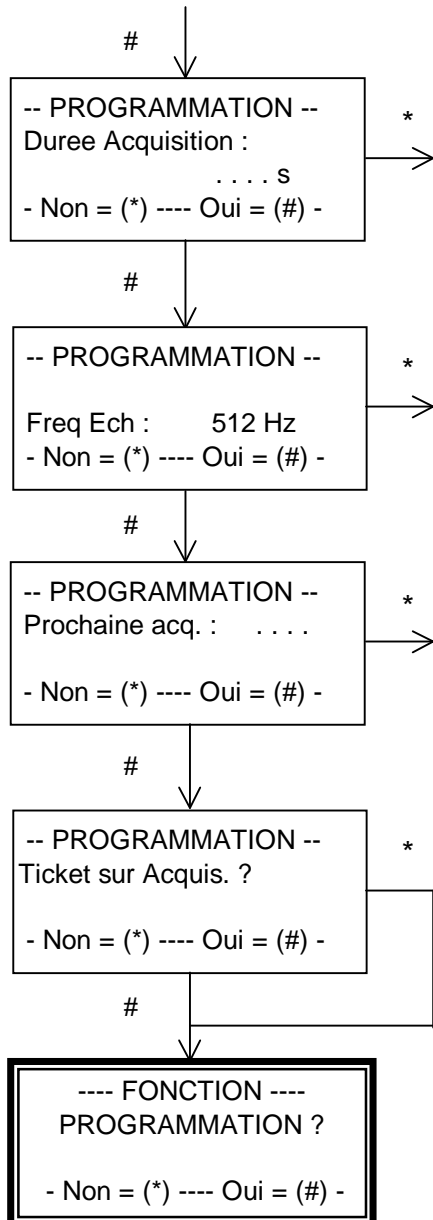 #
-- PROGRAMMATION --
Duree Acquisition :
. . . . s
- Non = (*) ---- Oui = (#) -
*
#
-- PROGRAMMATION --
Freq Ech : 512 Hz
- Non = (*) ---- Oui = (#) -
*
#
-- PROGRAMMATION --
Prochaine acq. : . . . .
- Non = (*) ---- Oui = (#) -
*
#
-- PROGRAMMATION --
Ticket sur Acquis. ?
- Non = (*) ---- Oui = (#) -
*
#
---- FONCTION ----
PROGRAMMATION ?
- Non = (*) ---- Oui = (#) -